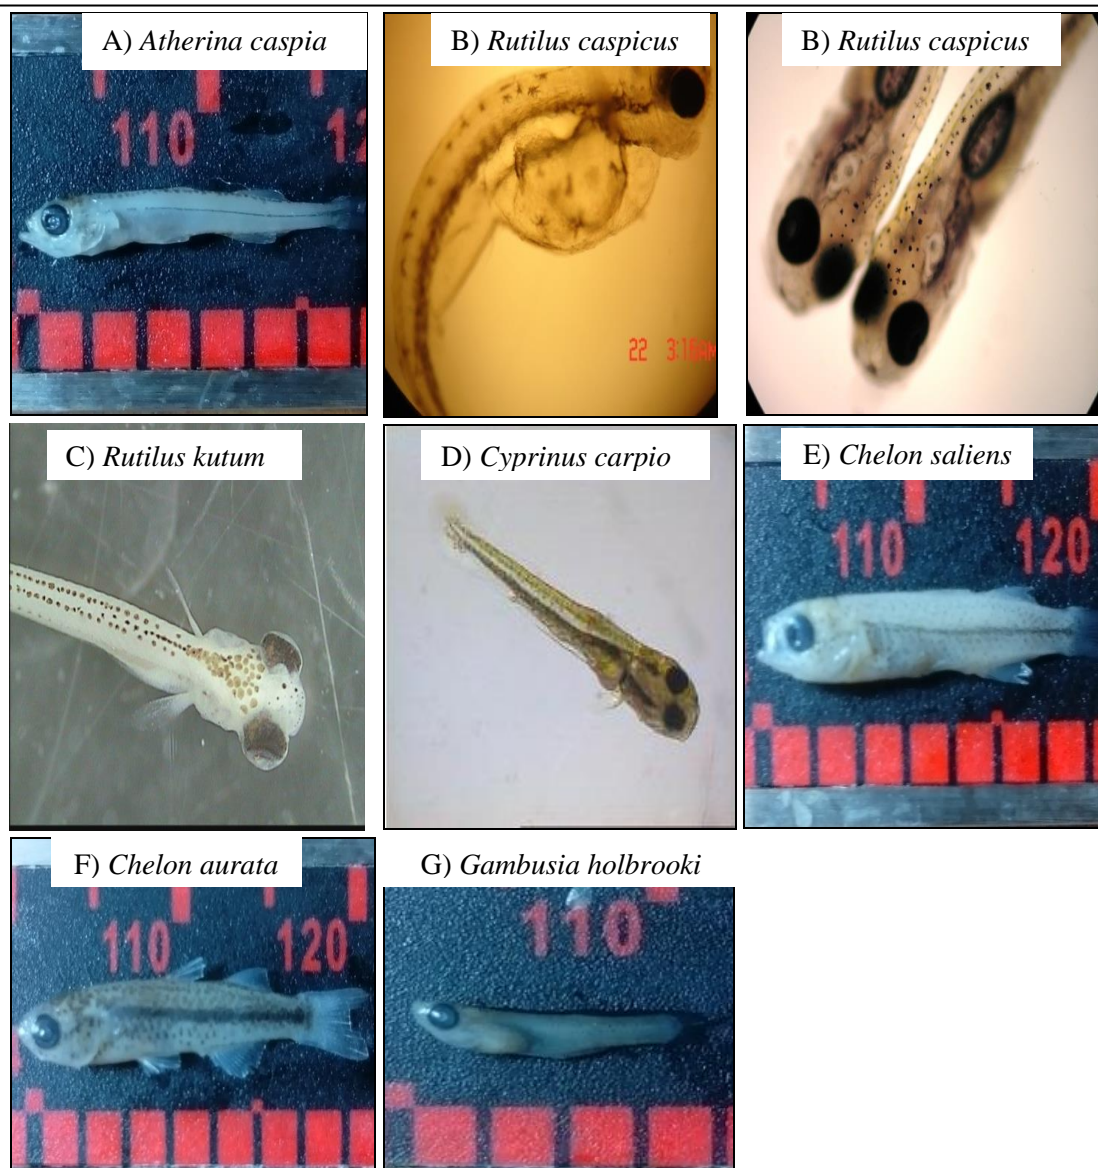 A) Atherina caspia
B) Rutilus caspicus
B) Rutilus caspicus
110
12
22 3:16AM
C) Rutilus kutum
D) Cyprinus carpio
E) Chelon saliens
110
120
F) Chelon aurata
G) Gambusia holbrooki
110
120
110